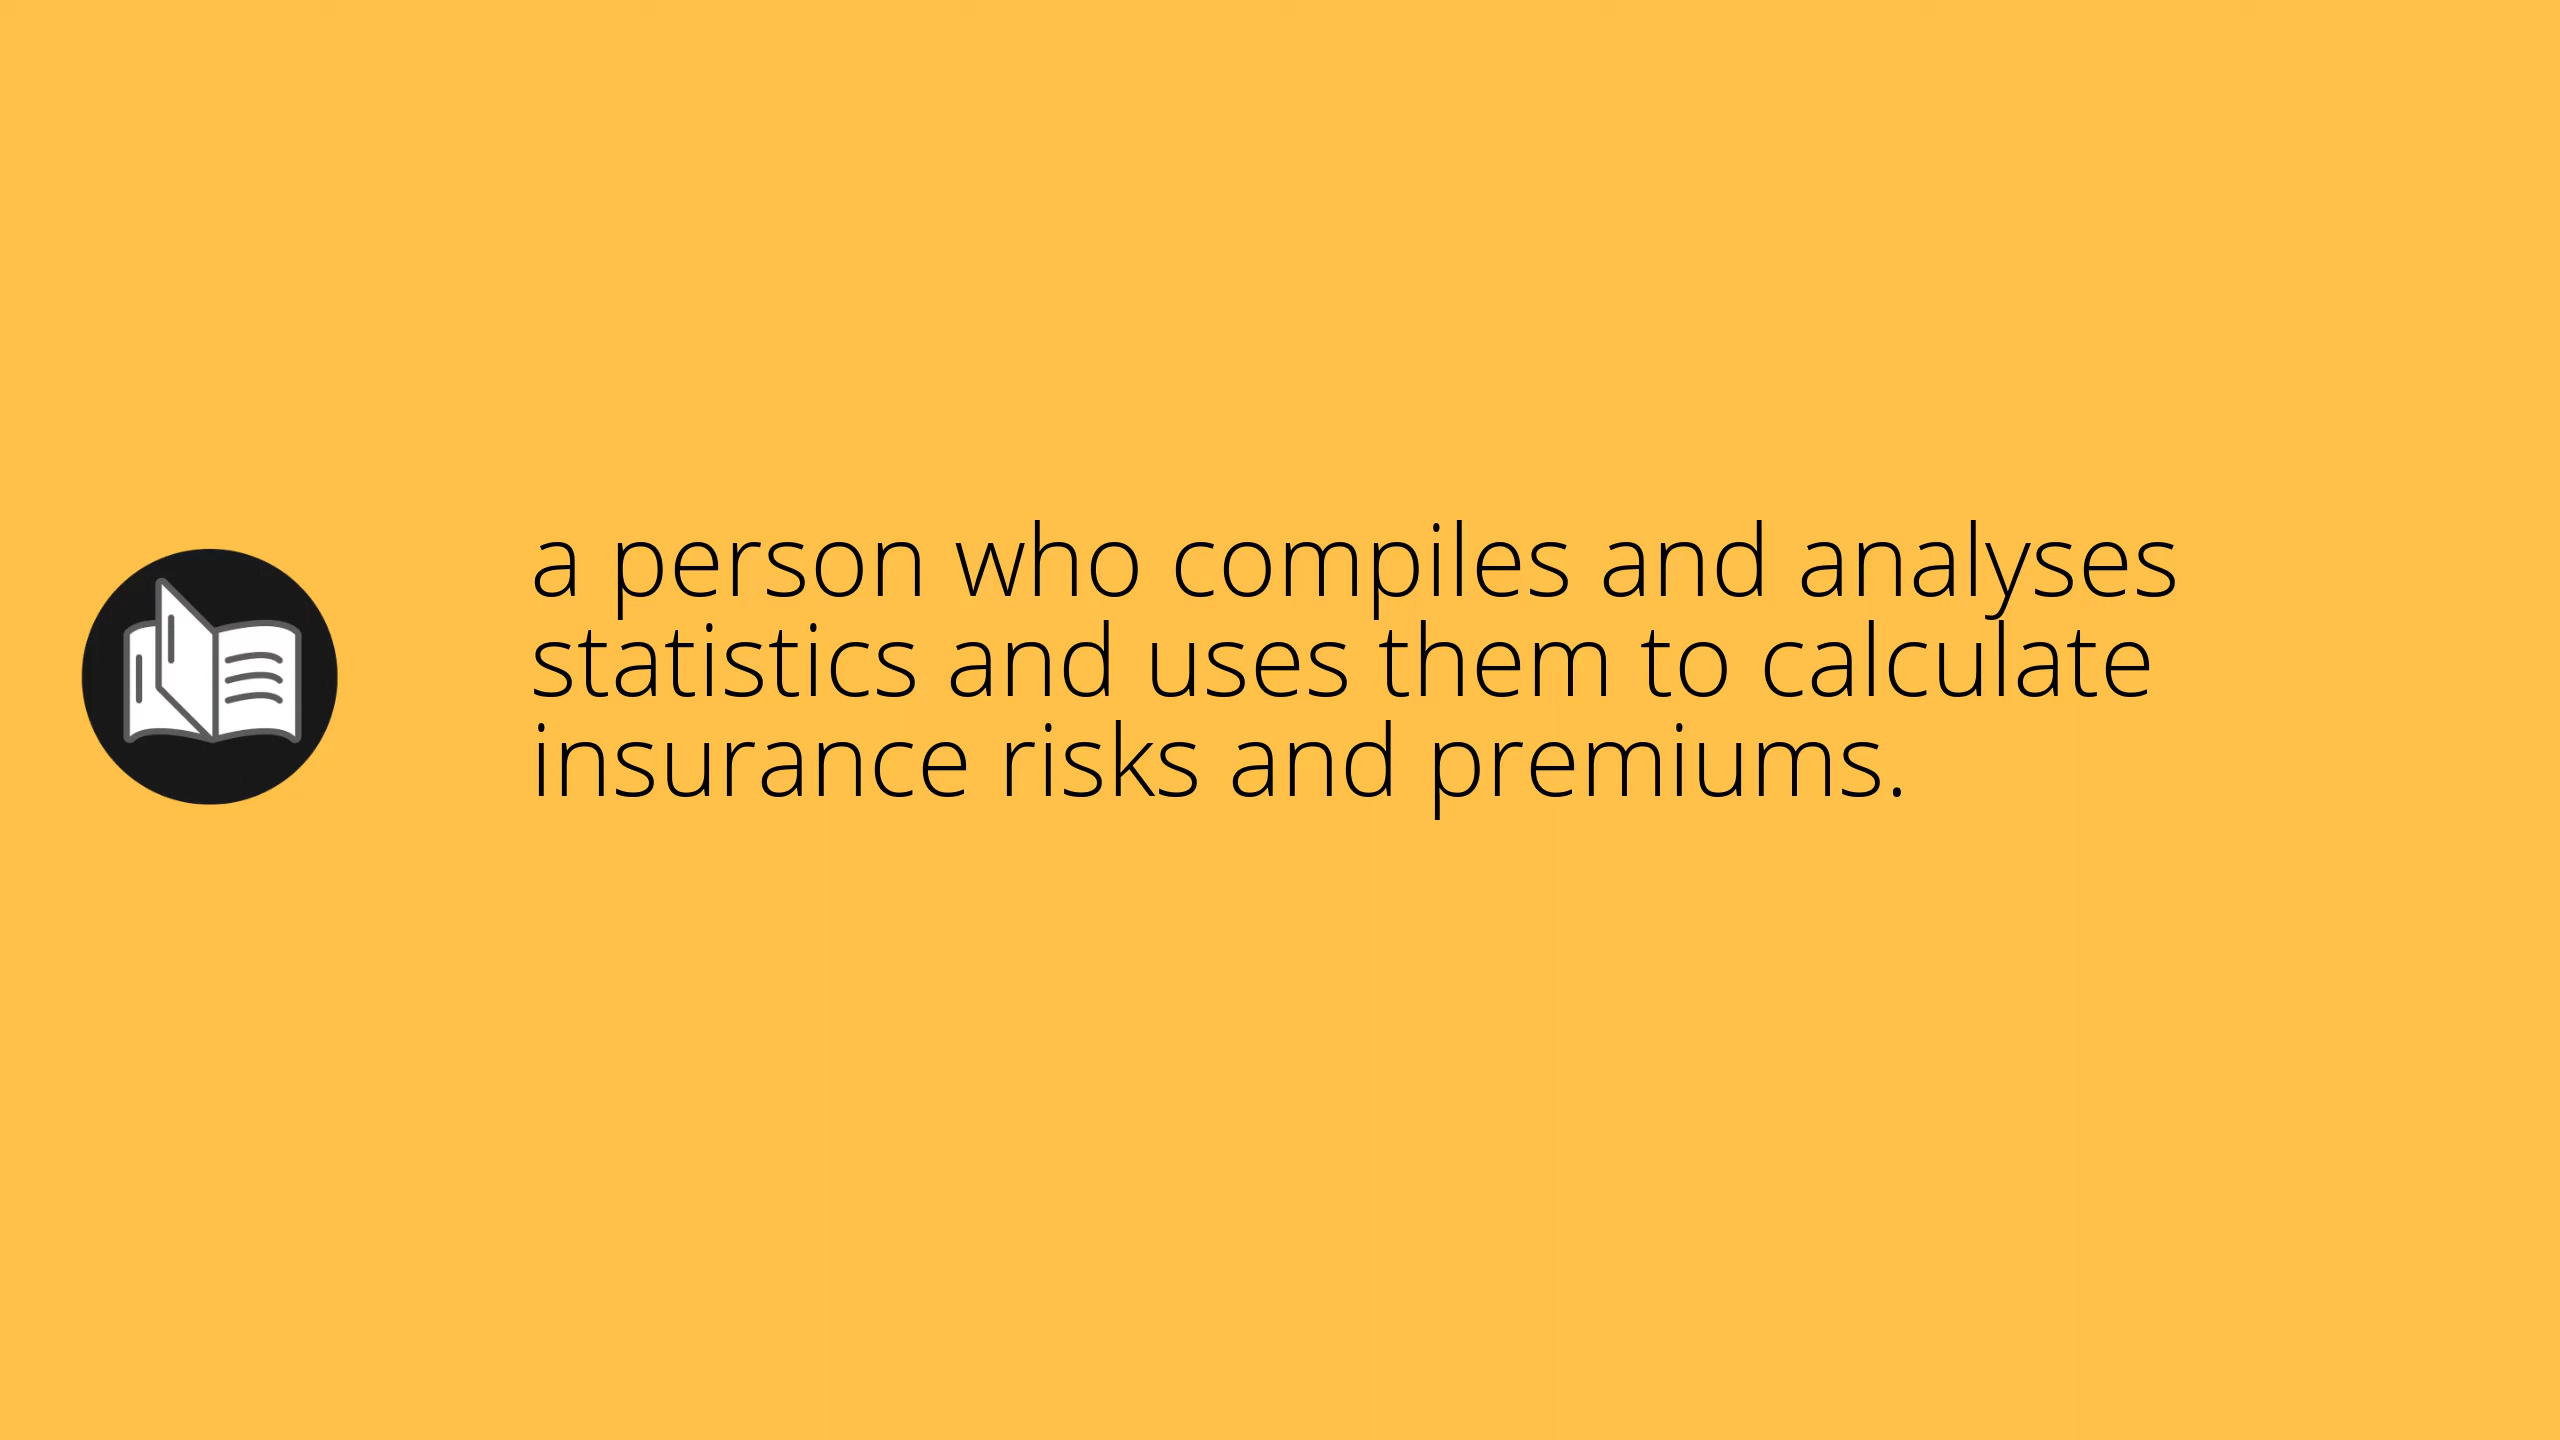 a person who compiles and analyses
statistics and uses them to calculate
insurance risks and premiums.